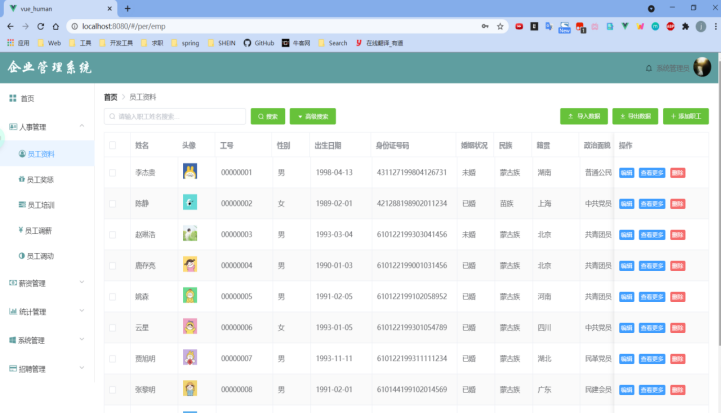 vue_human
localhost:8080/#/per/emp
应用 Web 工具 开发工具 求职 spring SHEIN GitHub 牛客网 Search 在线翻译_有道
New
企业管理系统
系统管理员
首页
人事管理
员工资料
员工奖惩
员工培训
员工调薪
员工调动
薪资管理
统计管理
系统管理
招聘管理
首页 > 员工资料
请输入职工姓名搜索... 搜索 高级搜索 导入数据 导出数据 添加职工
姓名 头像 工号 性别 出生日期 身份证号码 婚姻状况 民族 籍贯 政治面貌 操作
李志贵 00000001 男 1998-04-13 431127199804126731 未婚 蒙古族 湖南 普通公民 编辑 查看更多 删除
陈静 00000002 女 1989-02-01 421288198902011234 已婚 苗族 上海 中共党员 编辑 查看更多 删除
赵琳浩 00000003 男 1993-03-04 610122199303041456 未婚 蒙古族 北京 共青团员 编辑 查看更多 删除
鹿存亮 00000004 男 1990-01-03 610122199001031456 已婚 蒙古族 北京 共青团员 编辑 查看更多 删除
姚森 00000005 男 1991-02-05 610122199102058952 已婚 蒙古族 河南 共青团员 编辑 查看更多 删除
云星 00000006 女 1993-01-05 610122199301054789 已婚 蒙古族 四川 中共党员 编辑 查看更多 删除
贾旭明 00000007 男 1993-11-11 610122199311111234 已婚 蒙古族 湖北 民革党员 编辑 查看更多 删除
张黎明 00000008 男 1991-02-01 610144199102014569 已婚 蒙古族 广东 民建会员 编辑 查看更多 删除